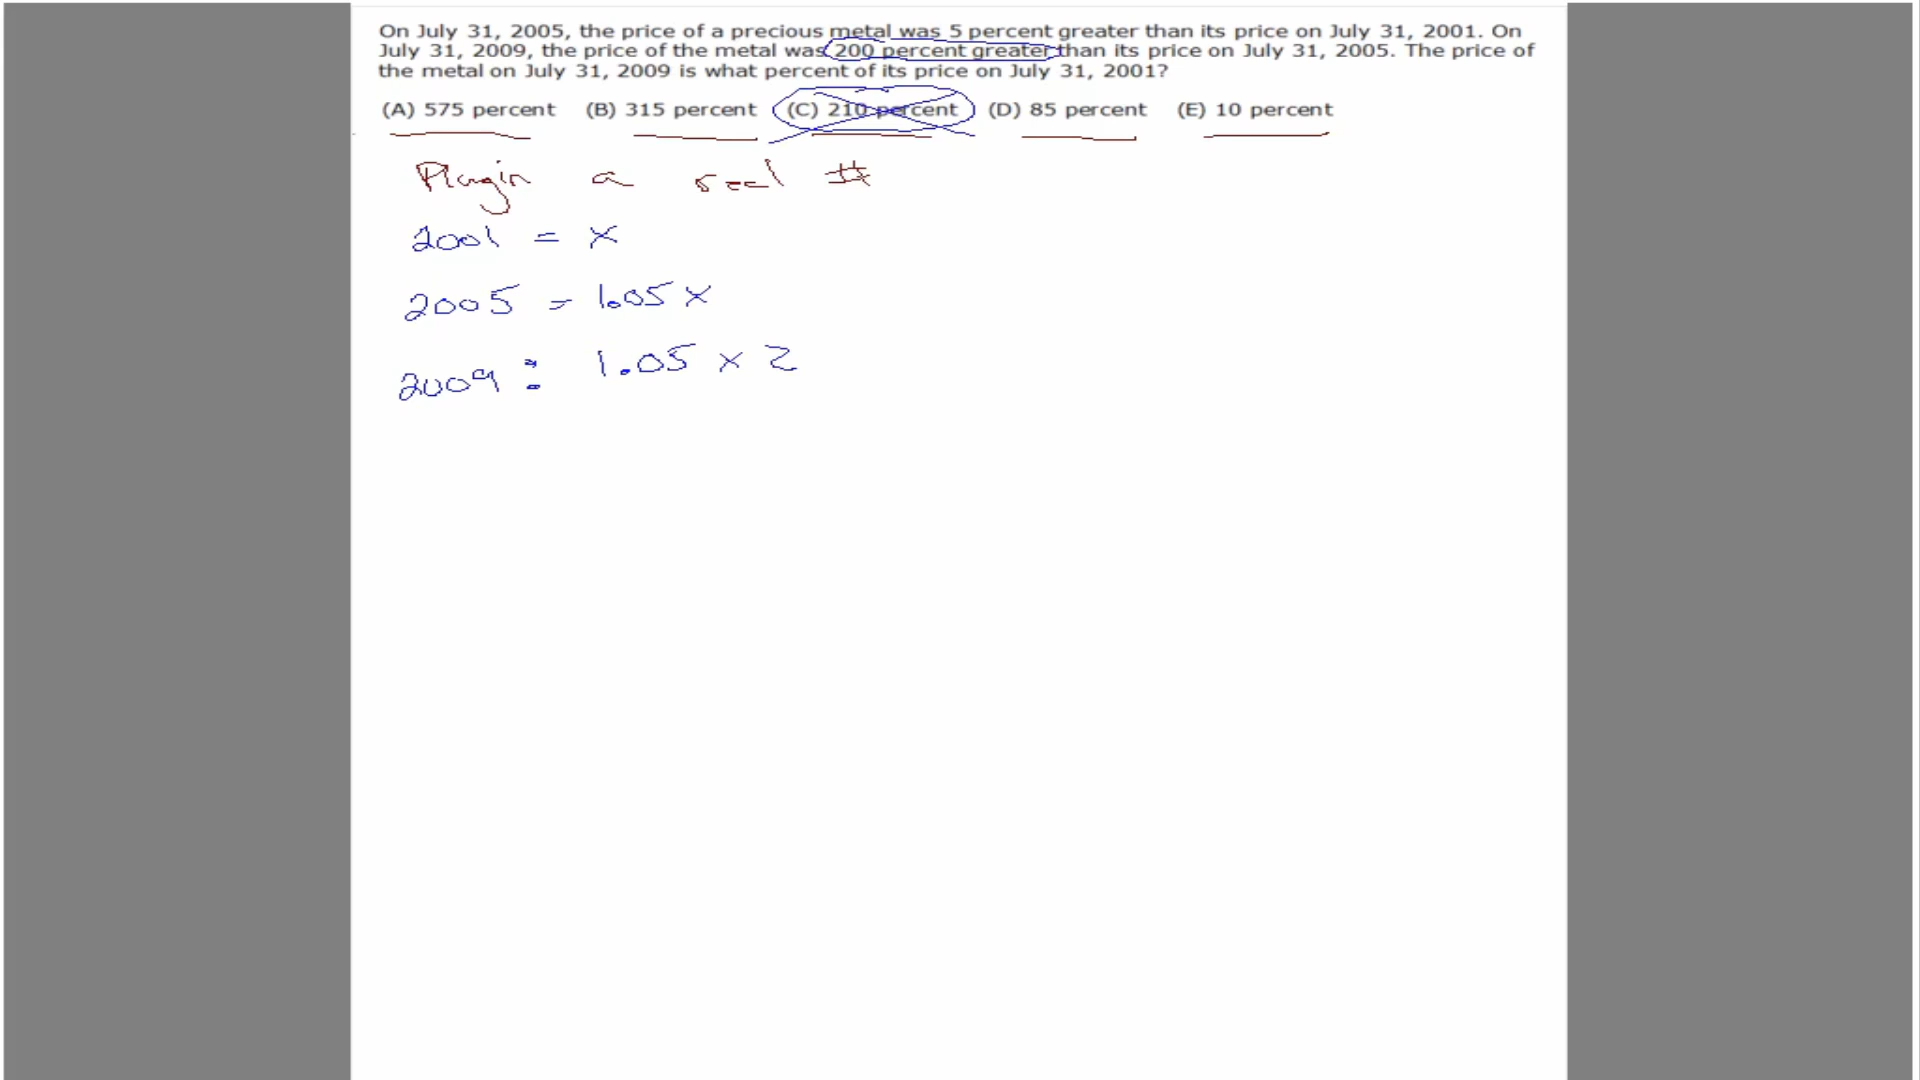 On July 31, 2005, the price of a precious metal was 5 percent greater than its price on July 31, 2001. On
July 31, 2009, the price of the metal was 200 percent greater than its price on July 31, 2005. The price of
the metal on July 31, 2009 is what percent of its price on July 31, 2001?
(A) 575 percent (B) 315 percent (C) 210 percent (D) 85 percent (E) 10 percent
Plugin a real #
2001 = x
2005 = 1.05 x
2009 : 1.05 x 2